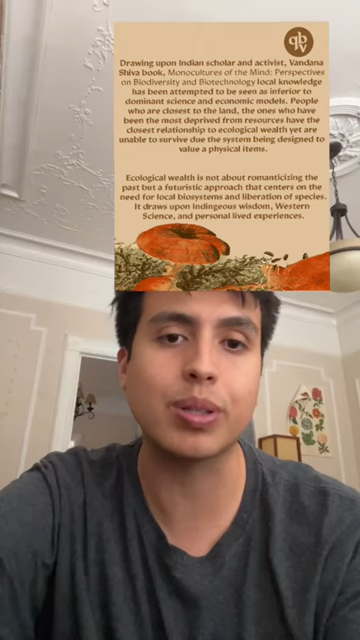 qb
v
Drawing upon Indian scholar and activist, Vandana
Shiva book, Monocultures of the Mind: Perspectives
on Biodiversity and Biotechnology local knowledge
has been attempted to be seen as inferior to
dominant science and economic models. People
who are closest to the land, the ones who have
been the most deprived from resources have the
closest relationship to ecological wealth yet are
unable to survive due the system being designed to
value a physical items.
Ecological wealth is not about romanticizing the
past but a futuristic approach that centers on the
need for local biosystems and liberation of species.
It draws upon Indingeous wisdom, Western
Science, and personal lived experiences.